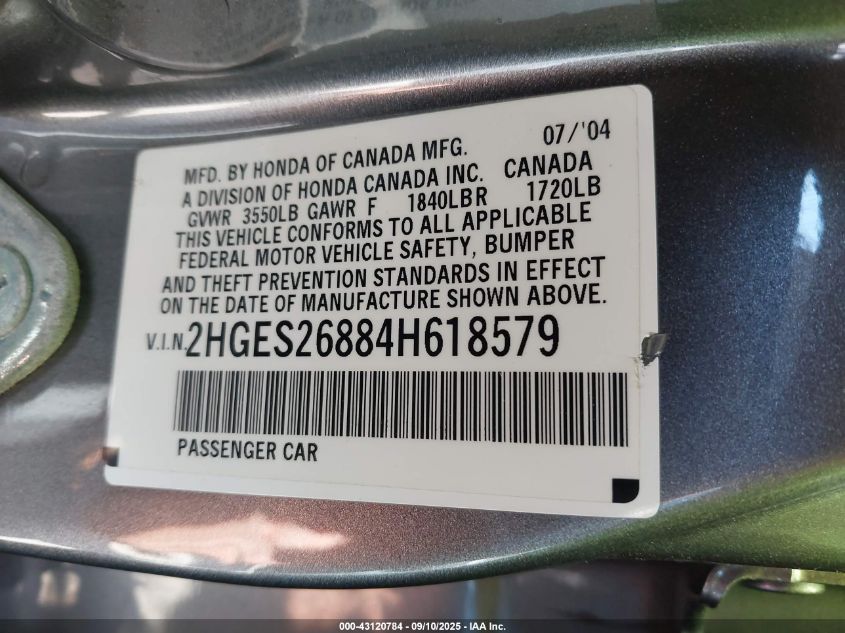 07/'04
MFD. BY HONDA OF CANADA MFG.
A DIVISION OF HONDA CANADA INC. CANADA
GVWR 3550LB GAWR F 1840LB R 1720LB
THIS VEHICLE CONFORMS TO ALL APPLICABLE
FEDERAL MOTOR VEHICLE SAFETY, BUMPER
AND THEFT PREVENTION STANDARDS IN EFFECT
ON THE DATE OF MANUFACTURE SHOWN ABOVE.
V.I.N. 2HGES26884H618579
PASSENGER CAR
000-43120784 - 09/10/2025 - IAA Inc.